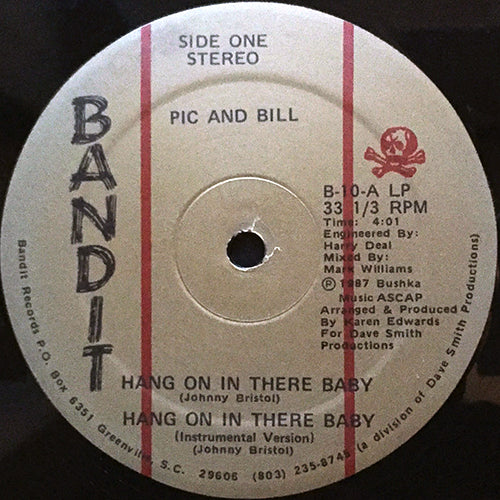 SIDE ONE
STEREO
PIC AND BILL
BANDIT
B-10-A LP
33 1/3 RPM
Time: 4:01
Engineered By:
Harry Deal
Mixed By:
Mark Williams
Ⓟ 1987 Bushka
Music ASCAP
Arranged & Produced
By Karen Edwards
For Dave Smith
Productions
HANG ON IN THERE BABY
(Johnny Bristol)
HANG ON IN THERE BABY
(Instrumental Version)
(Johnny Bristol)
Bandit Records P.O. Box 6351 Greenville, S.C. 29606 (803) 235-8745 (a division of Dave Smith Productions)